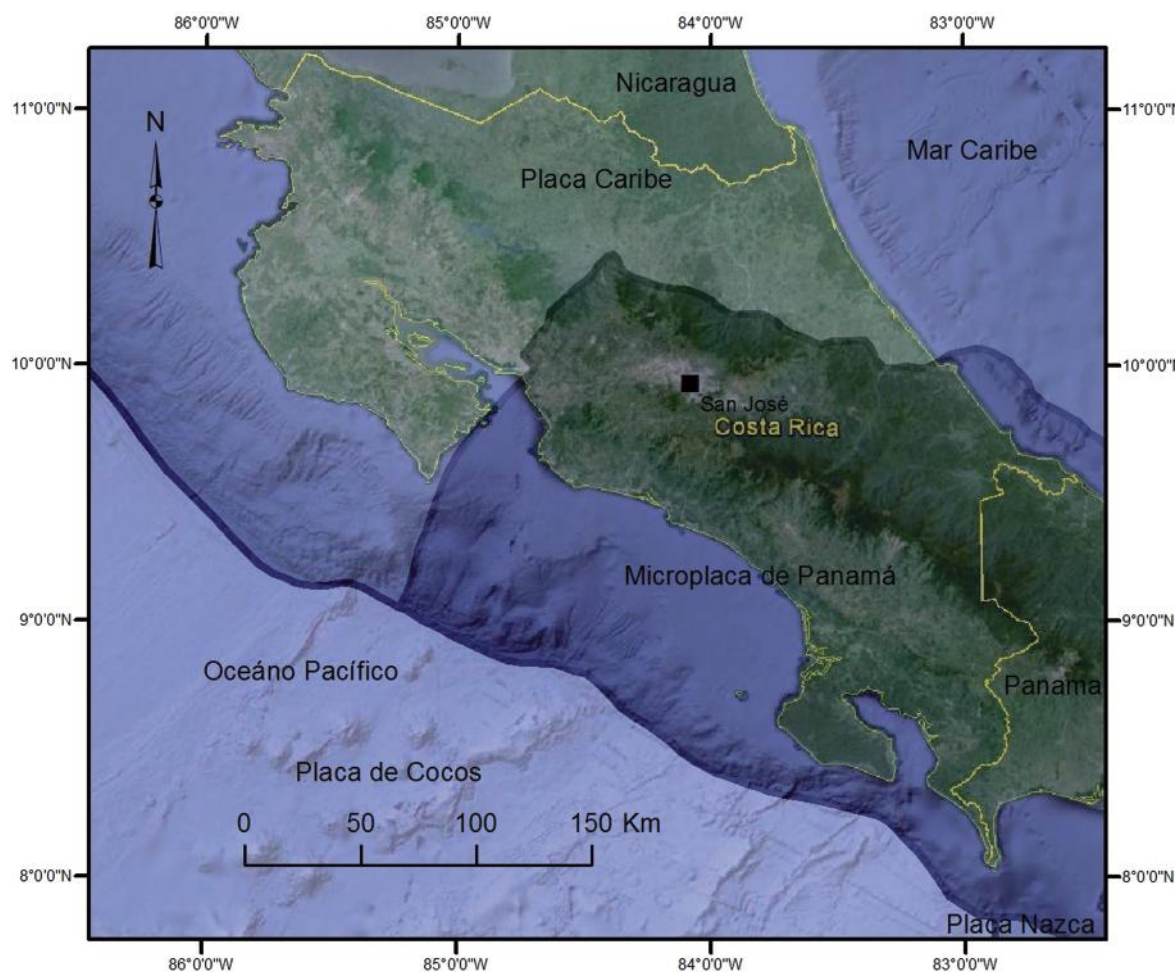 86°0'0"W 85°0'0"W 84°0'0"W 83°0'0"W
Nicaragua
11°0'0"N 11°0'0"N
N
Mar Caribe
Placa Caribe
10°0'0"N 10°0'0"N
San José
Costa Rica
Microplaca de Panamá
9°0'0"N 9°0'0"N
Oceáno Pacífico
Panama
Placa de Cocos
0 50 100 150 Km
8°0'0"N 8°0'0"N
Placa Nazca
86°0'0"W 85°0'0"W 84°0'0"W 83°0'0"W